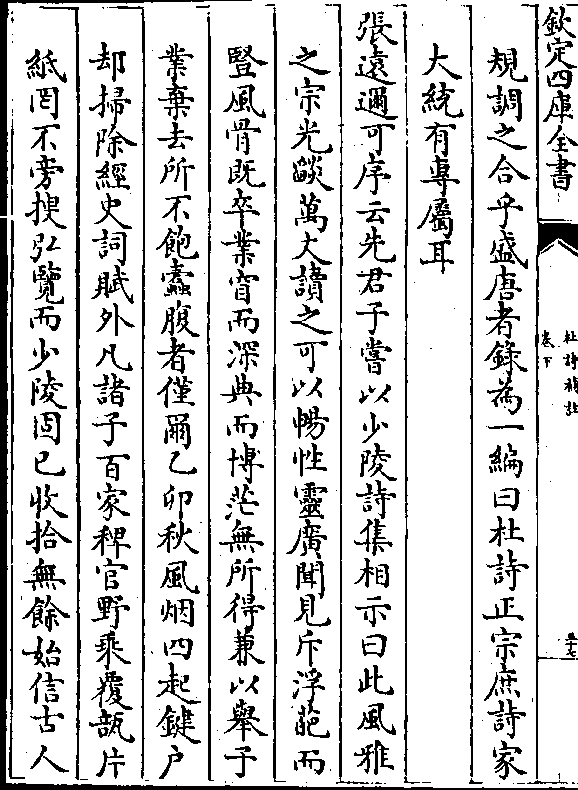 欽定四庫全書
杜詩補註
卷下
三十七
規調之合乎盛唐者錄為一編曰杜詩正宗庶詩家
大統有專屬耳
張遠邇可序云先君子嘗以少陵詩集相示曰此風雅
之宗光燄萬丈讀之可以暢性靈廣聞見斥浮葩而
豎風骨既卒業窅而深典而博茫無所得兼以舉子
業棄去所不飽蠹腹者僅爾乙卯秋風烟四起鍵户
却掃除經史詞賦外凡諸子百家稗官野乘覆瓿片
紙罔不旁搜弘覽而少陵固已收拾無餘始信古人